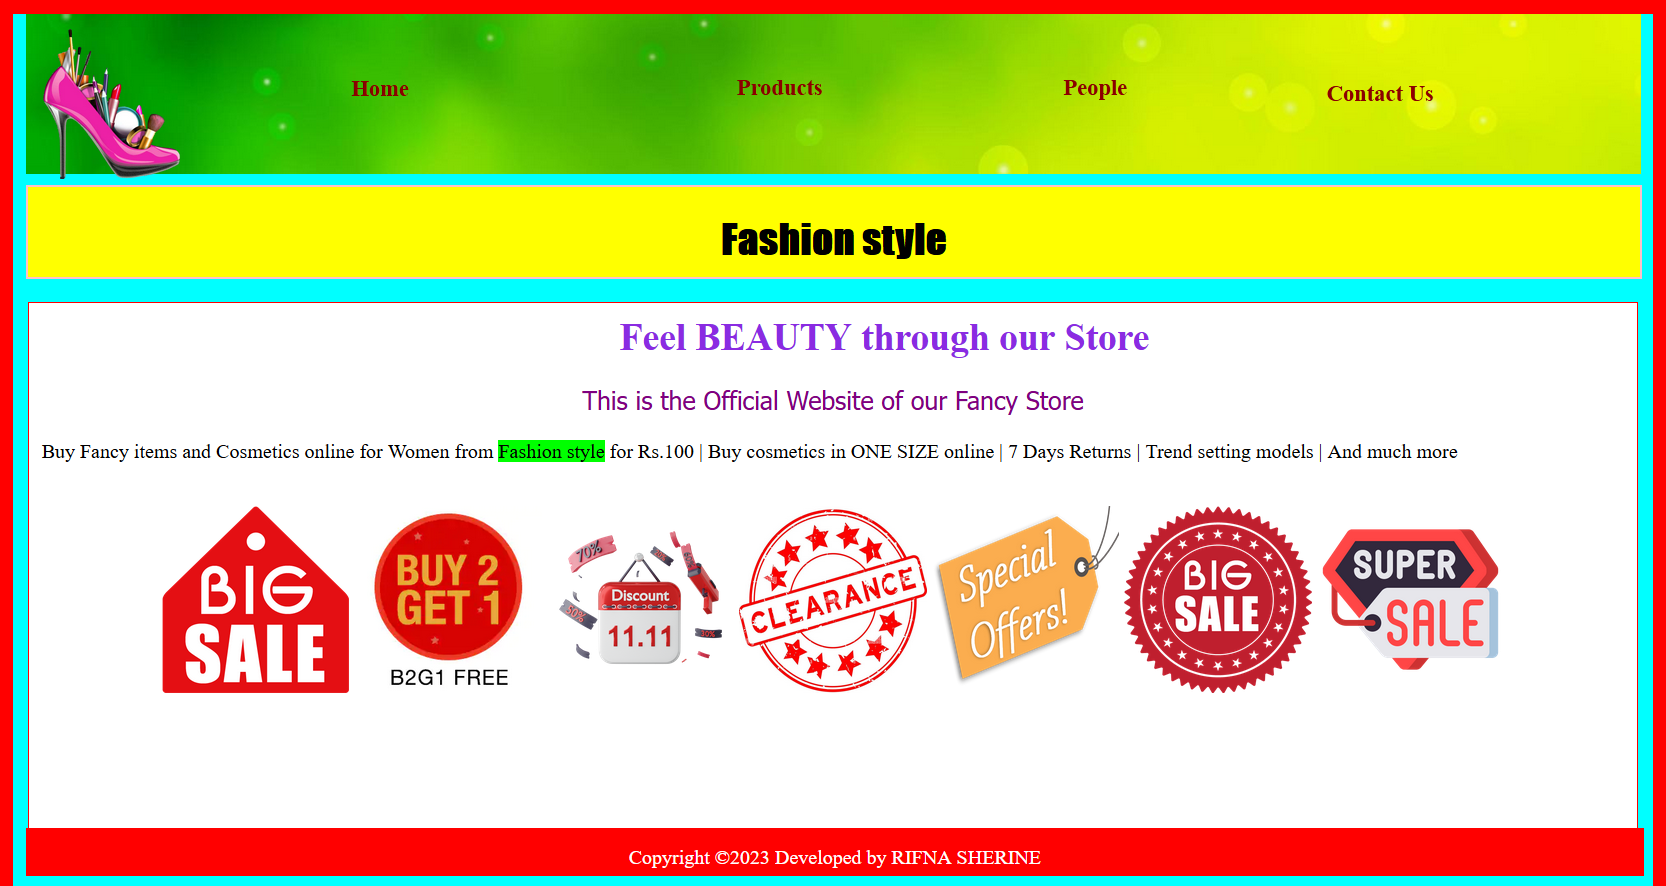 Home
Products
People
Contact Us
Fashion style
Feel BEAUTY through our Store
This is the Official Website of our Fancy Store
Buy Fancy items and Cosmetics online for Women from Fashion style for Rs.100 | Buy cosmetics in ONE SIZE online | 7 Days Returns | Trend setting models | And much more
BIG
SALE
BUY 2
GET 1
B2G1 FREE
70%
50%
Discount
11.11
CLEARANCE
Special
Offers!
BIG
SALE
SUPER
SALE
Copyright ©2023 Developed by RIFNA SHERINE